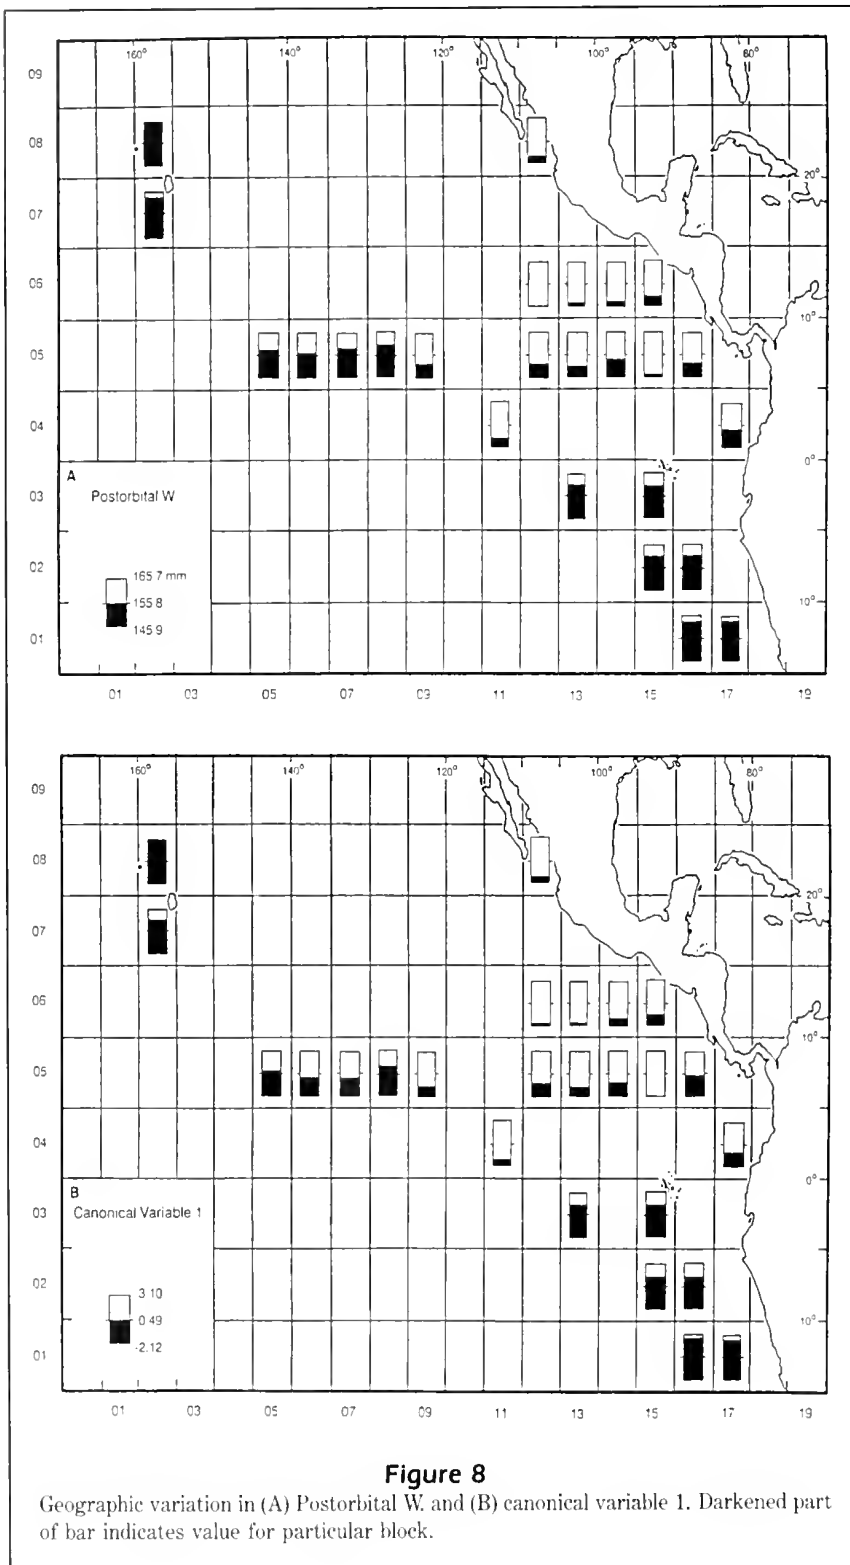 160° 140° 120° 100° 80°
09
08
20°
07
06
10°
05
04
0°
A
03
Postorbital W
02
165.7 mm
155.8
10°
145.9
01
01 03 05 07 09 11 13 15 17 19
160° 140° 120° 100° 80°
09
08
20°
07
06
10°
05
04
0°
B
03
Canonical Variable 1
02
3.10
0.49
10°
-2.12
01
01 03 05 07 09 11 13 15 17 19
Figure 8
Geographic variation in (A) Postorbital W. and (B) canonical variable 1. Darkened part
of bar indicates value for particular block.